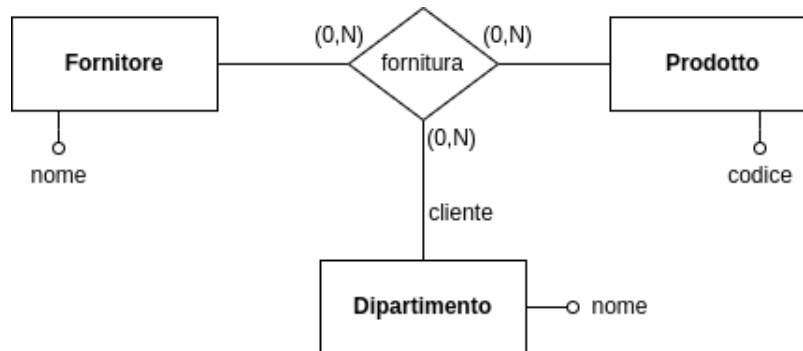 (0,N)
(0,N)
Fornitore
fornitura
Prodotto
(0,N)
nome
codice
cliente
Dipartimento
nome